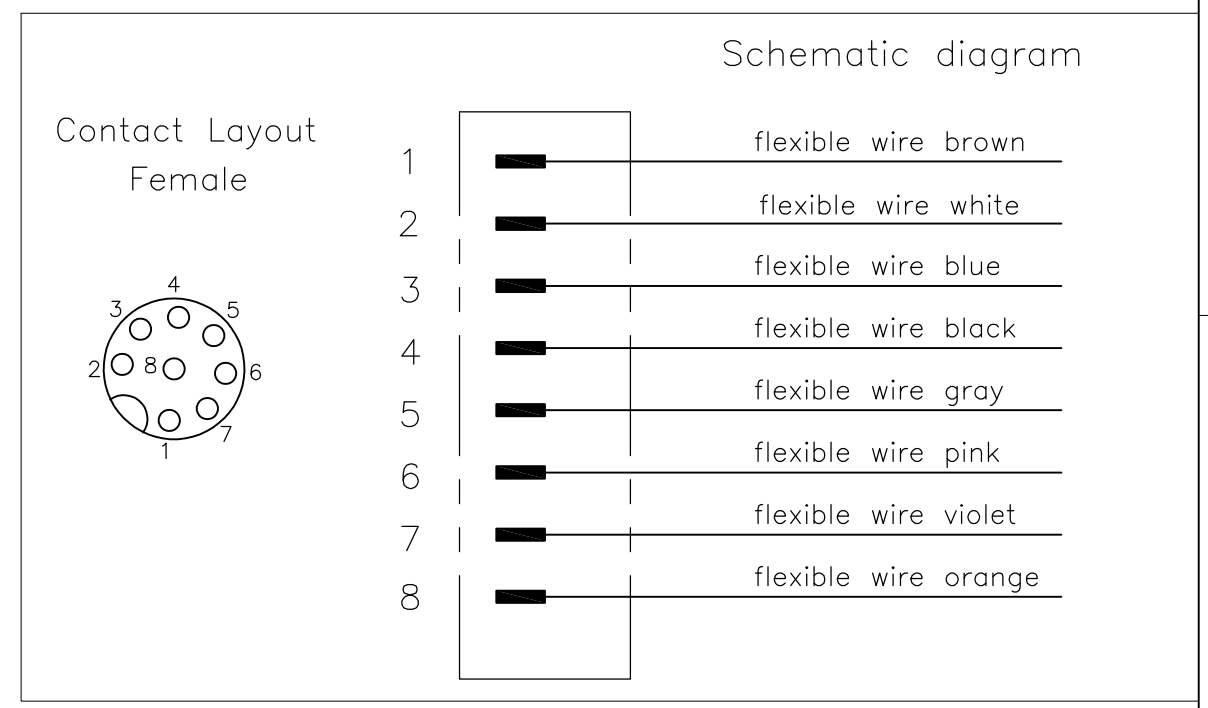 Schematic diagram
Contact Layout
Female
4
3
5
2
8
6
1
7
1
flexible wire brown
2
flexible wire white
3
flexible wire blue
4
flexible wire black
5
flexible wire gray
6
flexible wire pink
7
flexible wire violet
8
flexible wire orange